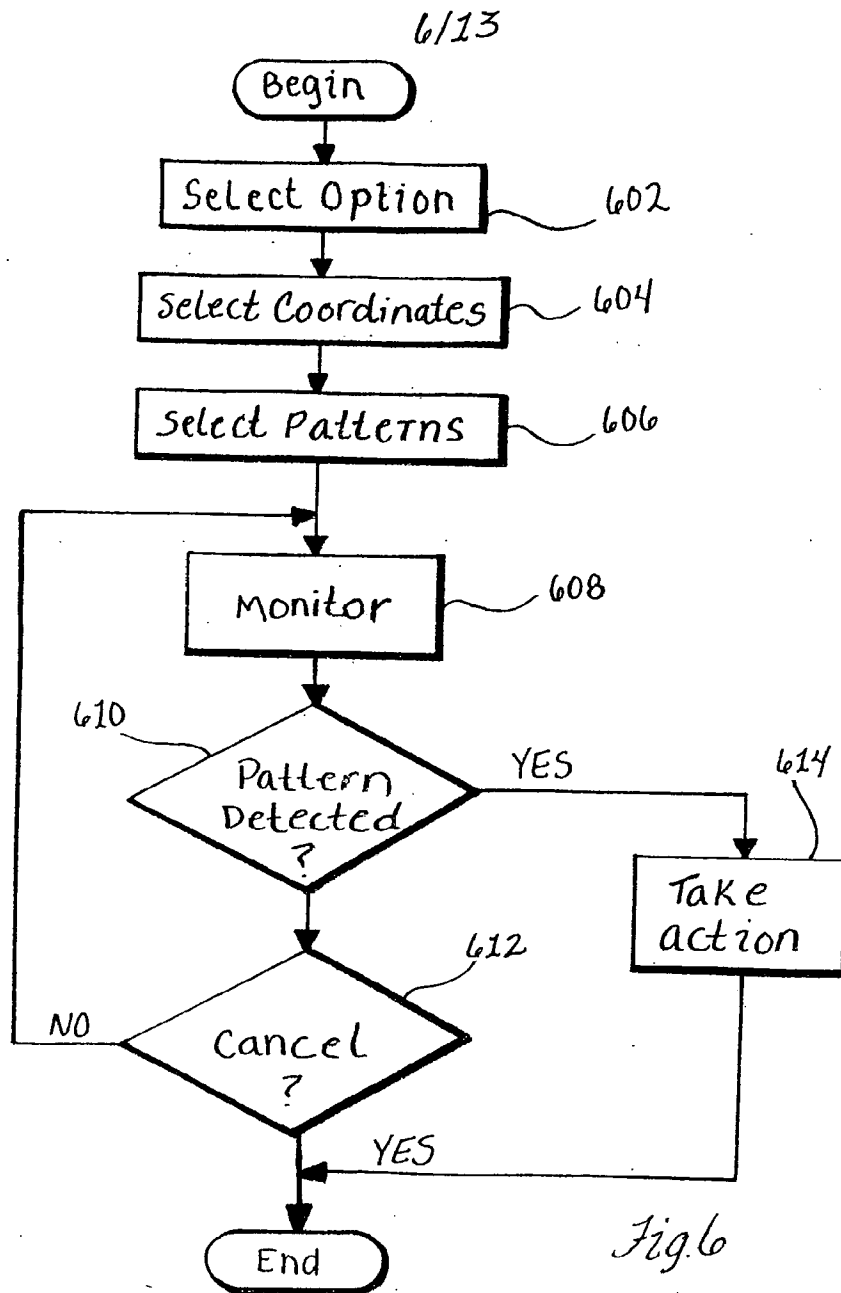 6/13
Begin
Select Option
602
Select Coordinates
604
Select Patterns
606
Monitor
608
610
Pattern
Detected
?
YES
614
Take
action
612
Cancel
?
NO
YES
End
Fig.6